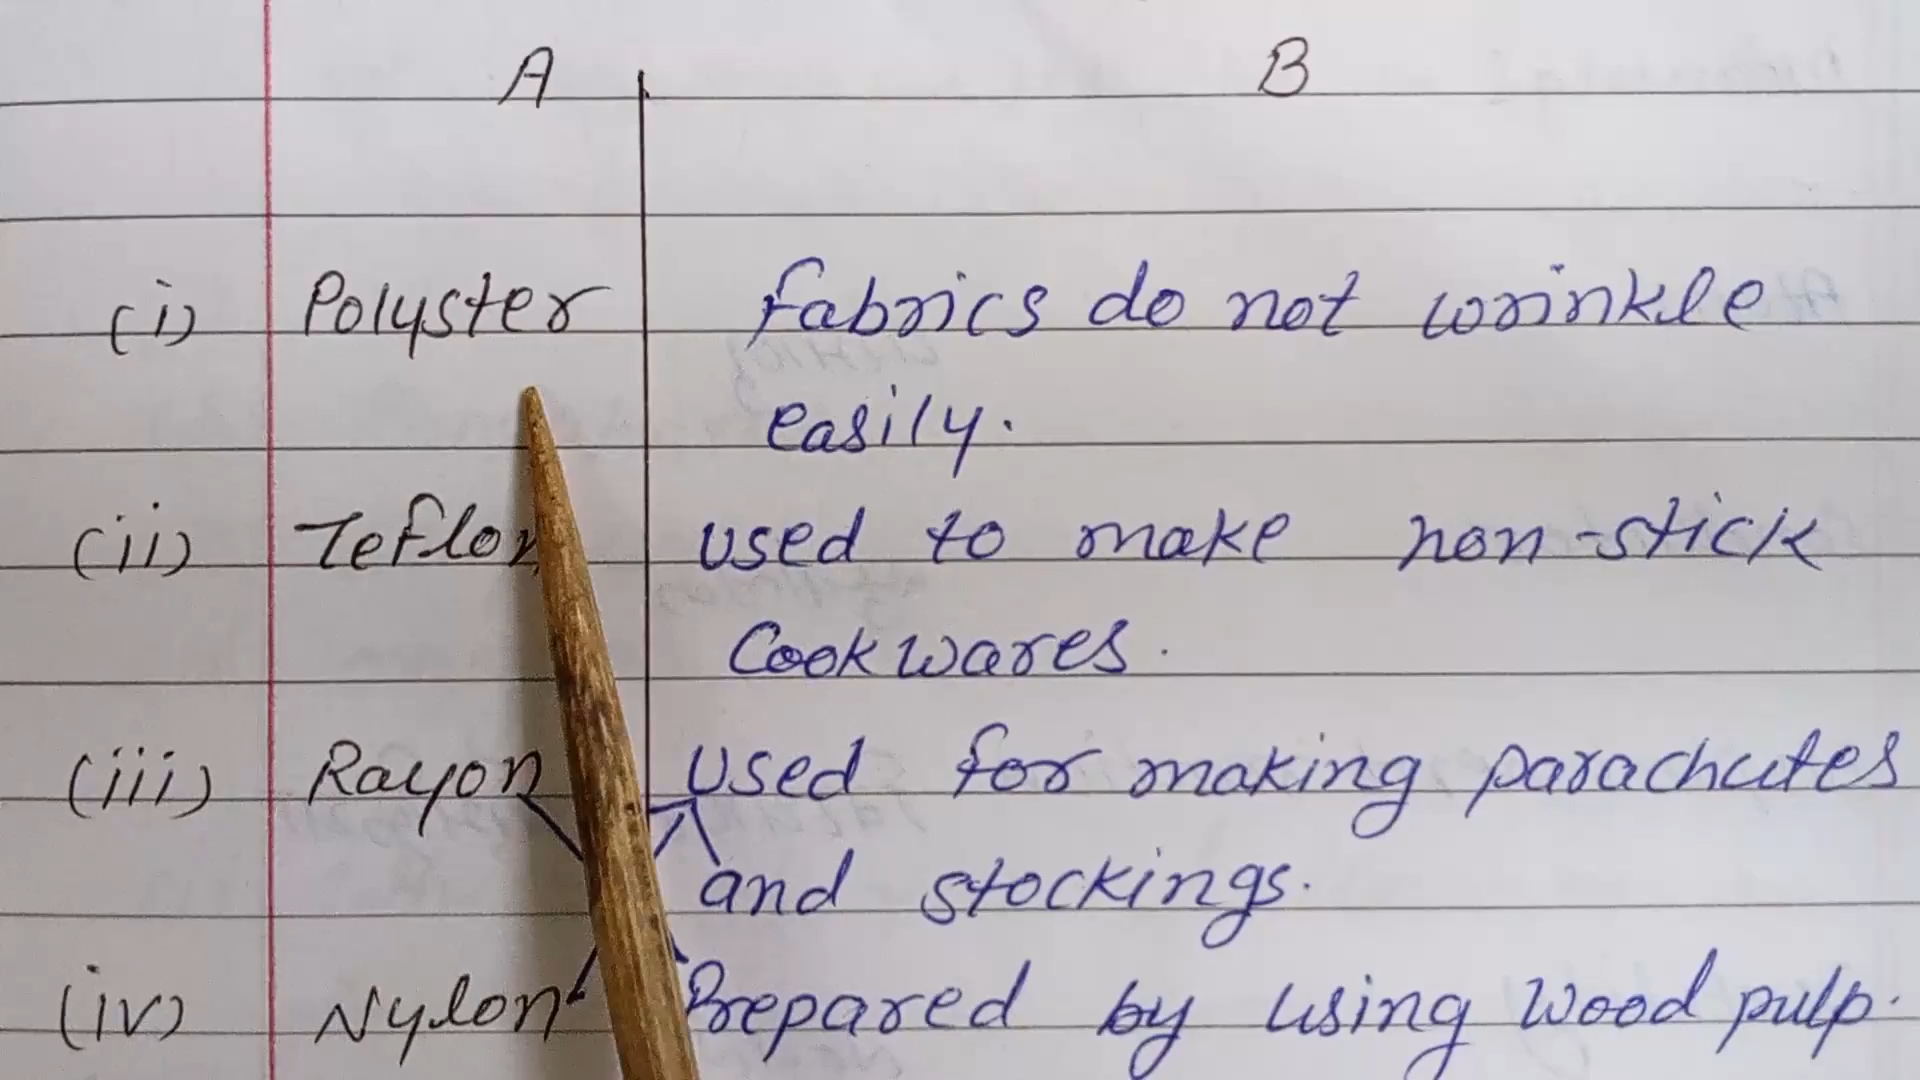 A B
(i) Polyster Fabrics do not wrinkle
easily.
(ii) Teflon used to make non-stick
Cookwares.
(iii) Rayon used for making parachutes
and stockings.
(iv) Nylon Prepared by using wood pulp.